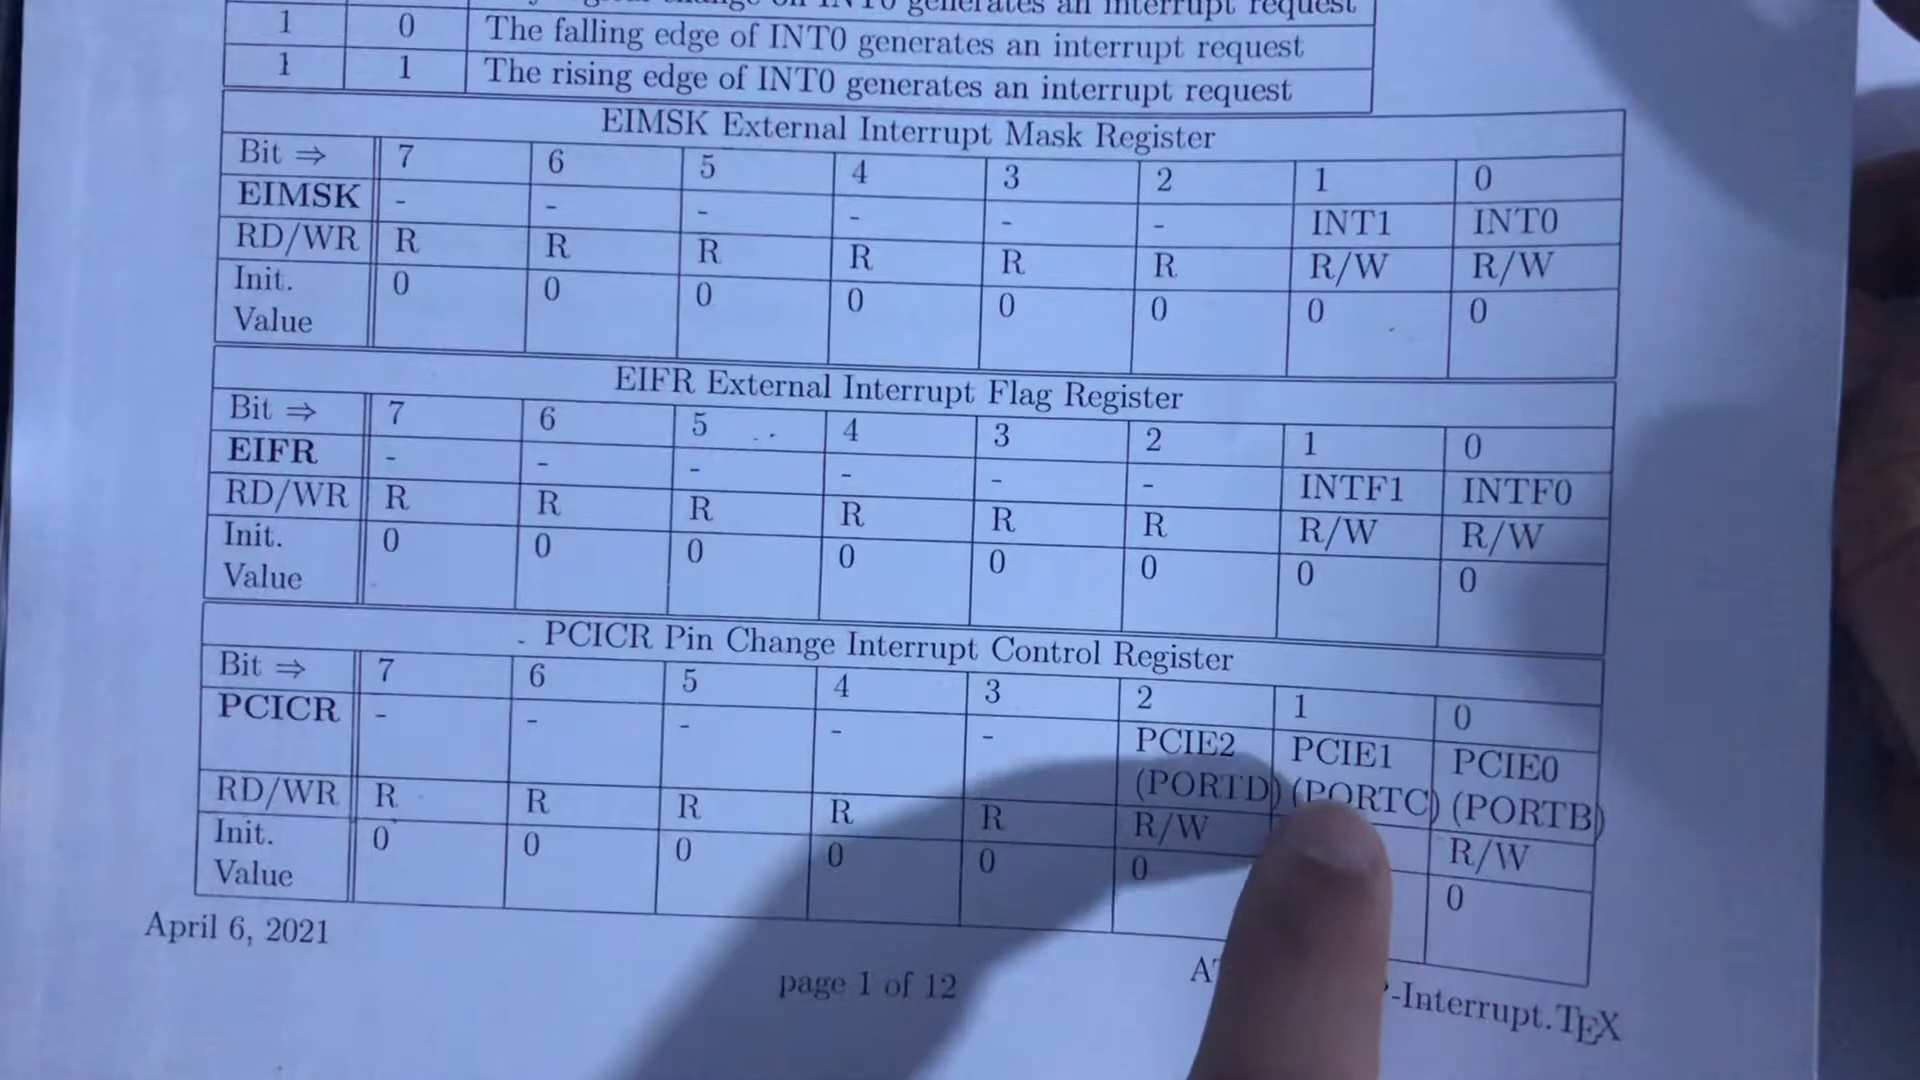 generates an interrupt request
1 0 The falling edge of INT0 generates an interrupt request
1 1 The rising edge of INT0 generates an interrupt request
EIMSK External Interrupt Mask Register
Bit ⇒ 7 6 5 4 3 2 1 0
EIMSK - - - - - - INT1 INT0
RD/WR R R R R R R R/W R/W
Init. 0 0 0 0 0 0 0 0
Value
EIFR External Interrupt Flag Register
Bit ⇒ 7 6 5 4 3 2 1 0
EIFR - - - - - - INTF1 INTF0
RD/WR R R R R R R R/W R/W
Init. 0 0 0 0 0 0 0 0
Value
PCICR Pin Change Interrupt Control Register
Bit ⇒ 7 6 5 4 3 2 1 0
PCICR - - - - - PCIE2 PCIE1 PCIE0
(PORTD) (PORTC) (PORTB)
RD/WR R R R R R R/W R/W
Init. 0 0 0 0 0 0 0
Value
April 6, 2021
page 1 of 12
-Interrupt.TEX